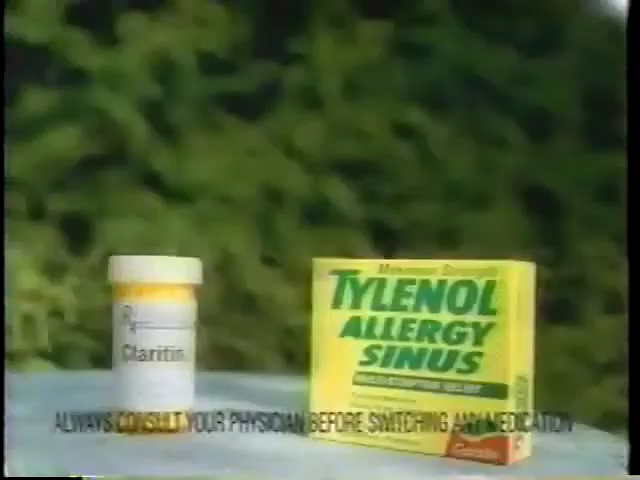 Rx
Claritin
Maximum Strength
TYLENOL
ALLERGY
SINUS
ALWAYS CONSULT YOUR PHYSICIAN BEFORE SWITCHING ANY MEDICATION